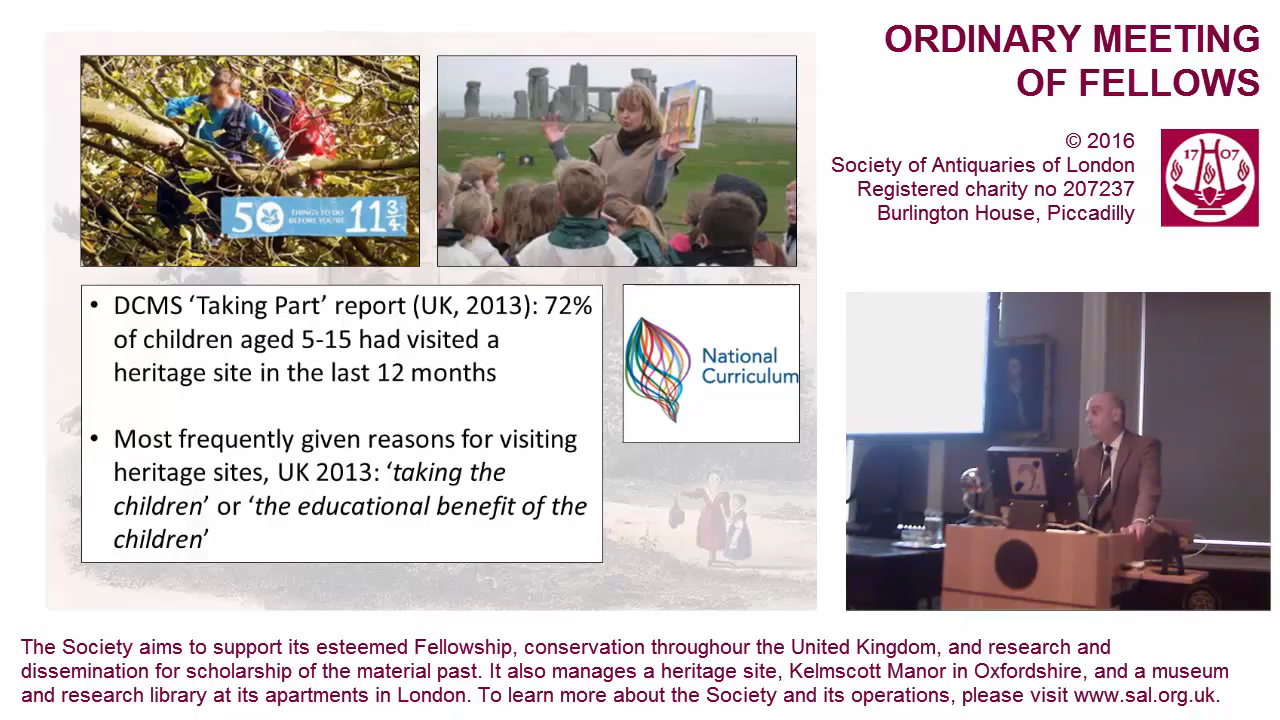 ORDINARY MEETING
OF FELLOWS
© 2016
Society of Antiquaries of London
Registered charity no 207237
Burlington House, Piccadilly
17 07
50 THINGS TO DO
BEFORE YOU'RE 11 3/4
• DCMS ‘Taking Part’ report (UK, 2013): 72%
of children aged 5-15 had visited a
heritage site in the last 12 months
• Most frequently given reasons for visiting
heritage sites, UK 2013: ‘taking the
children’ or ‘the educational benefit of the
children’
National
Curriculum
The Society aims to support its esteemed Fellowship, conservation throughour the United Kingdom, and research and
dissemination for scholarship of the material past. It also manages a heritage site, Kelmscott Manor in Oxfordshire, and a museum
and research library at its apartments in London. To learn more about the Society and its operations, please visit www.sal.org.uk.